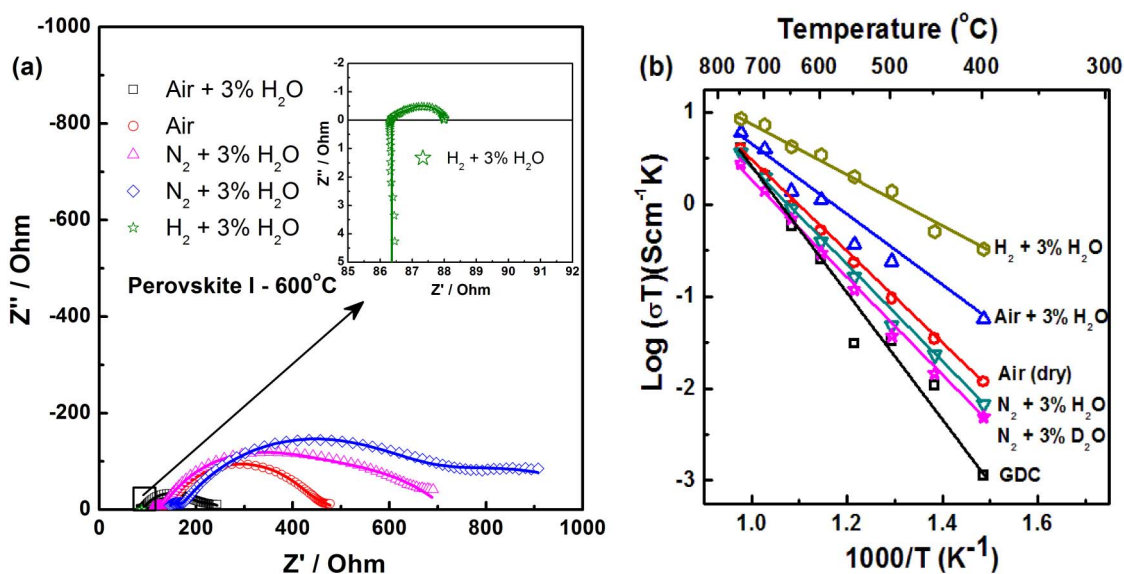 (a)
-1000
-800
-600
-400
-200
0
Z'' / Ohm
0 200 400 600 800 1000
Z' / Ohm
Air + 3% H₂O
Air
N₂ + 3% H₂O
N₂ + 3% H₂O
H₂ + 3% H₂O
Perovskite I - 600°C
-2
-1
0
1
2
3
4
5
Z'' / Ohm
H₂ + 3% H₂O
85 86 87 88 89 90 91 92
Z' / Ohm
(b)
Temperature (°C)
800 700 600 500 400 300
1
0
-1
-2
-3
Log (σT)(Scm⁻¹K)
H₂ + 3% H₂O
Air + 3% H₂O
Air (dry)
N₂ + 3% H₂O
N₂ + 3% D₂O
GDC
1.0 1.2 1.4 1.6
1000/T (K⁻¹)